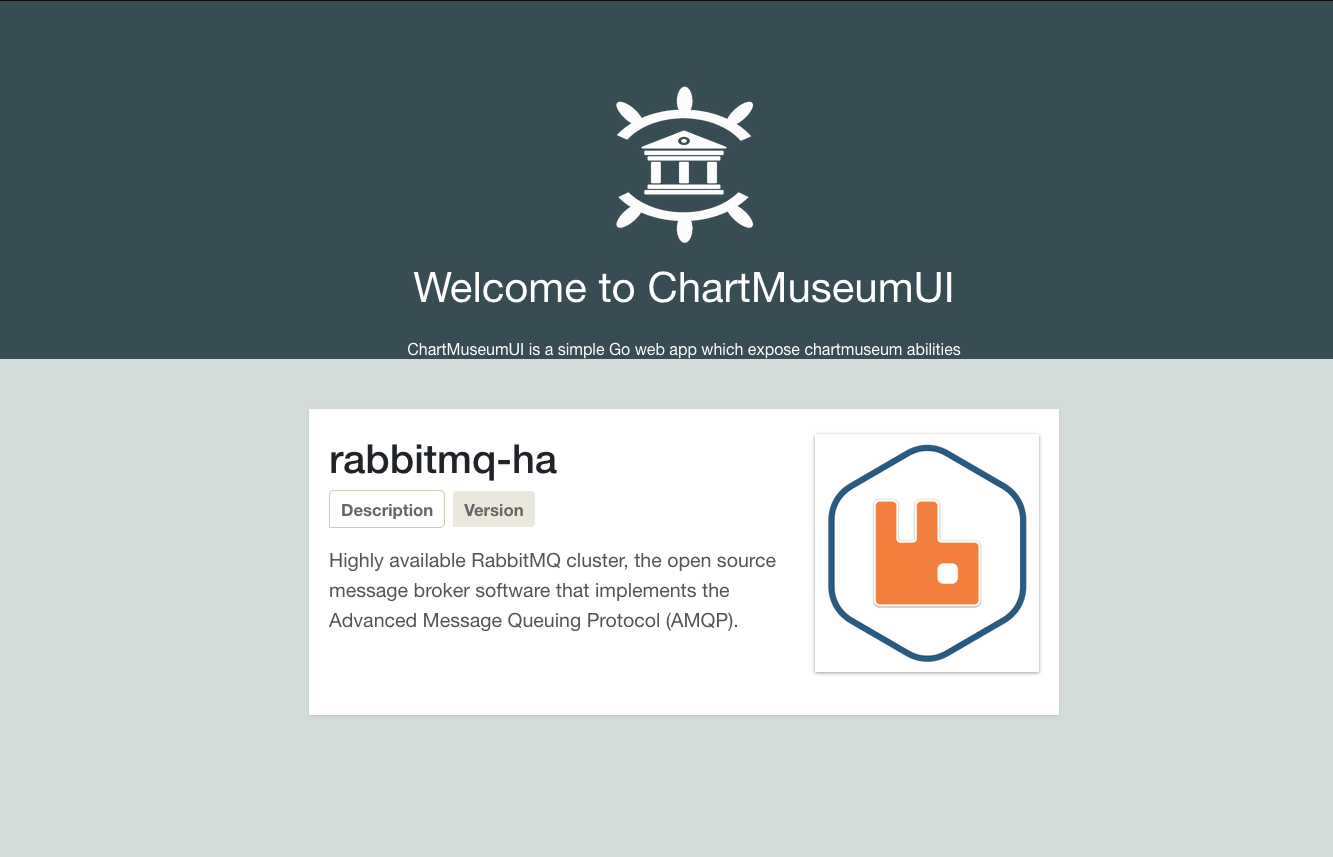 Welcome to ChartMuseumUI
ChartMuseumUI is a simple Go web app which expose chartmuseum abilities
rabbitmq-ha
Description Version
Highly available RabbitMQ cluster, the open source
message broker software that implements the
Advanced Message Queuing Protocol (AMQP).